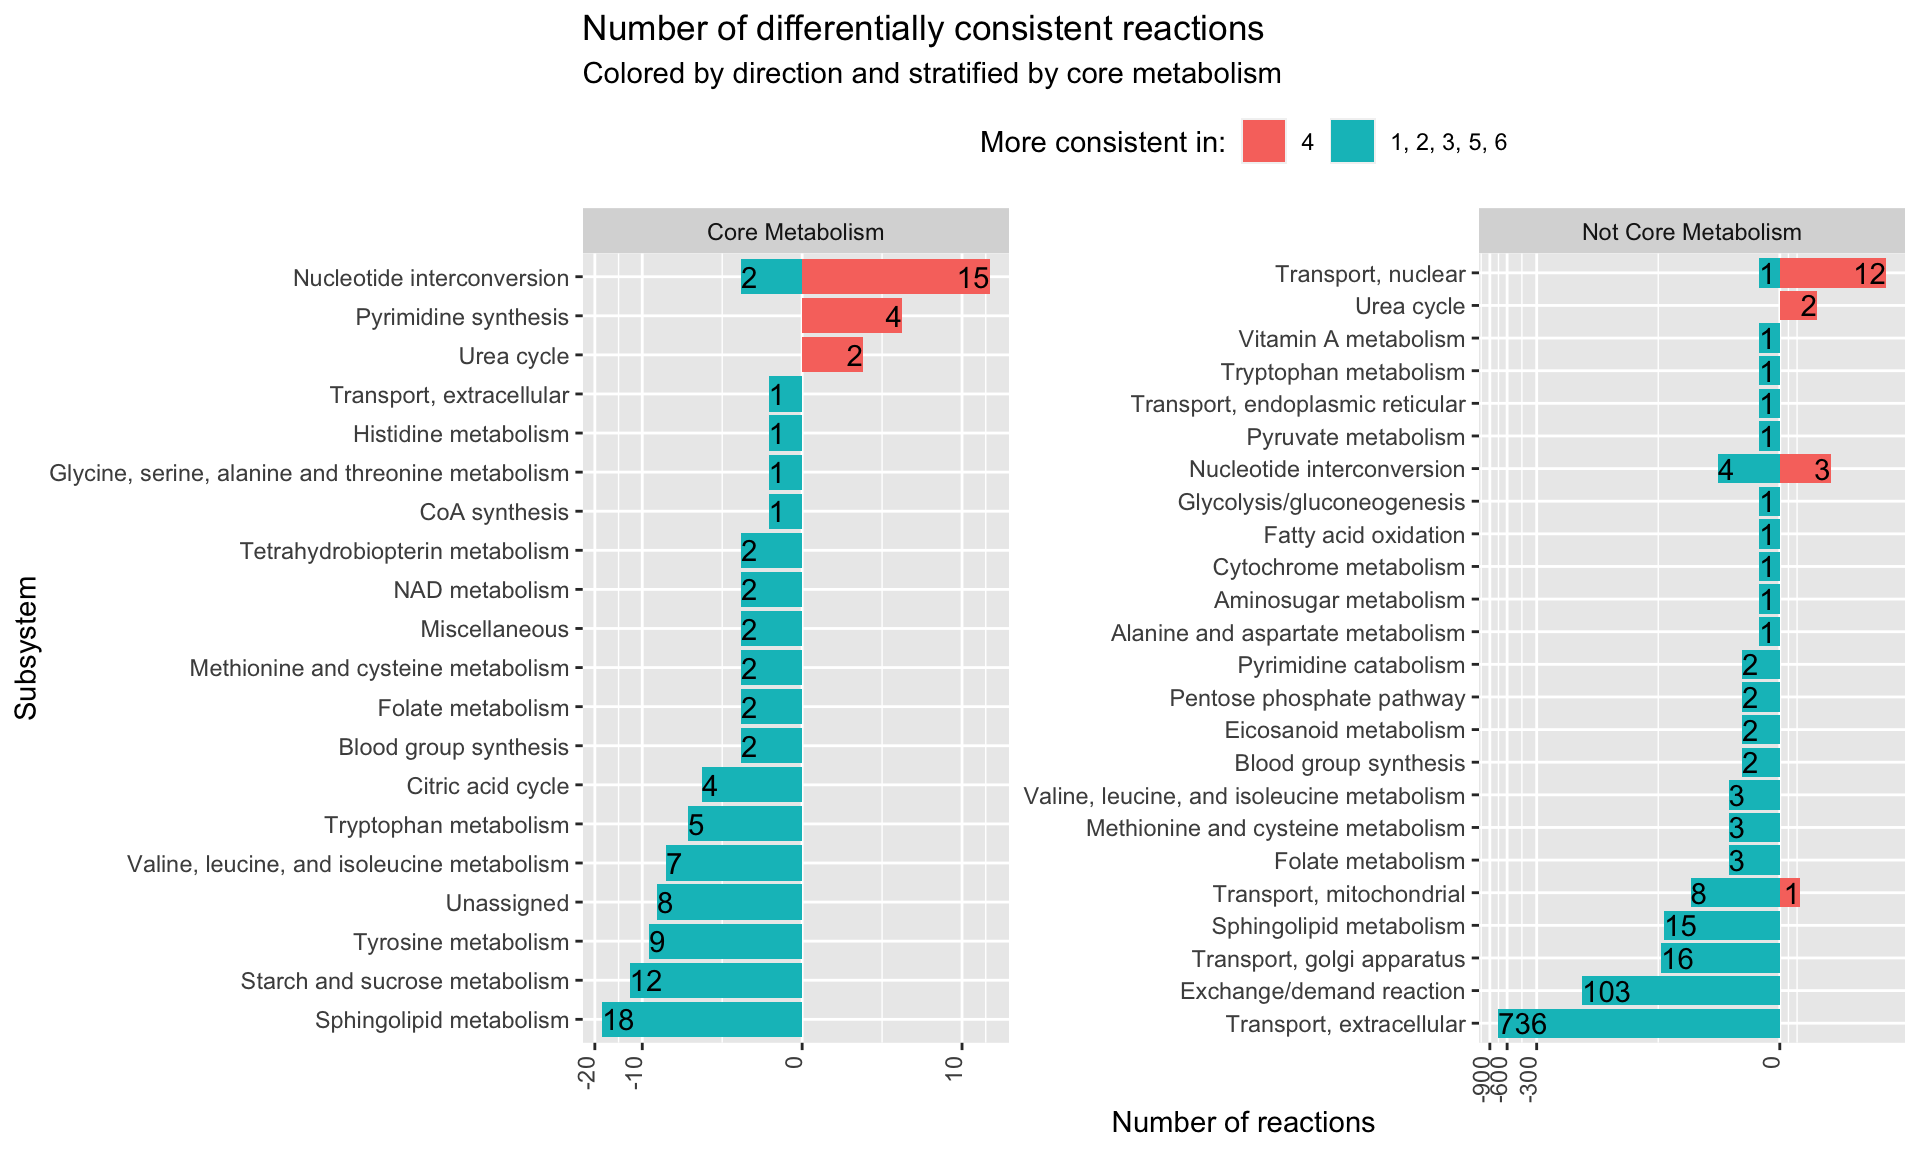 Number of differentially consistent reactions
Colored by direction and stratified by core metabolism
More consistent in: 4 1, 2, 3, 5, 6
Subsystem
Core Metabolism
Nucleotide interconversion 2 15
Pyrimidine synthesis 4
Urea cycle 2
Transport, extracellular 1
Histidine metabolism 1
Glycine, serine, alanine and threonine metabolism 1
CoA synthesis 1
Tetrahydrobiopterin metabolism 2
NAD metabolism 2
Miscellaneous 2
Methionine and cysteine metabolism 2
Folate metabolism 2
Blood group synthesis 2
Citric acid cycle 4
Tryptophan metabolism 5
Valine, leucine, and isoleucine metabolism 7
Unassigned 8
Tyrosine metabolism 9
Starch and sucrose metabolism 12
Sphingolipid metabolism 18
-20 -10 0 10
Not Core Metabolism
Transport, nuclear 1 12
Urea cycle 2
Vitamin A metabolism 1
Tryptophan metabolism 1
Transport, endoplasmic reticular 1
Pyruvate metabolism 1
Nucleotide interconversion 4 3
Glycolysis/gluconeogenesis 1
Fatty acid oxidation 1
Cytochrome metabolism 1
Aminosugar metabolism 1
Alanine and aspartate metabolism 1
Pyrimidine catabolism 2
Pentose phosphate pathway 2
Eicosanoid metabolism 2
Blood group synthesis 2
Valine, leucine, and isoleucine metabolism 3
Methionine and cysteine metabolism 3
Folate metabolism 3
Transport, mitochondrial 8 1
Sphingolipid metabolism 15
Transport, golgi apparatus 16
Exchange/demand reaction 103
Transport, extracellular 736
-900 -600 -300 0
Number of reactions